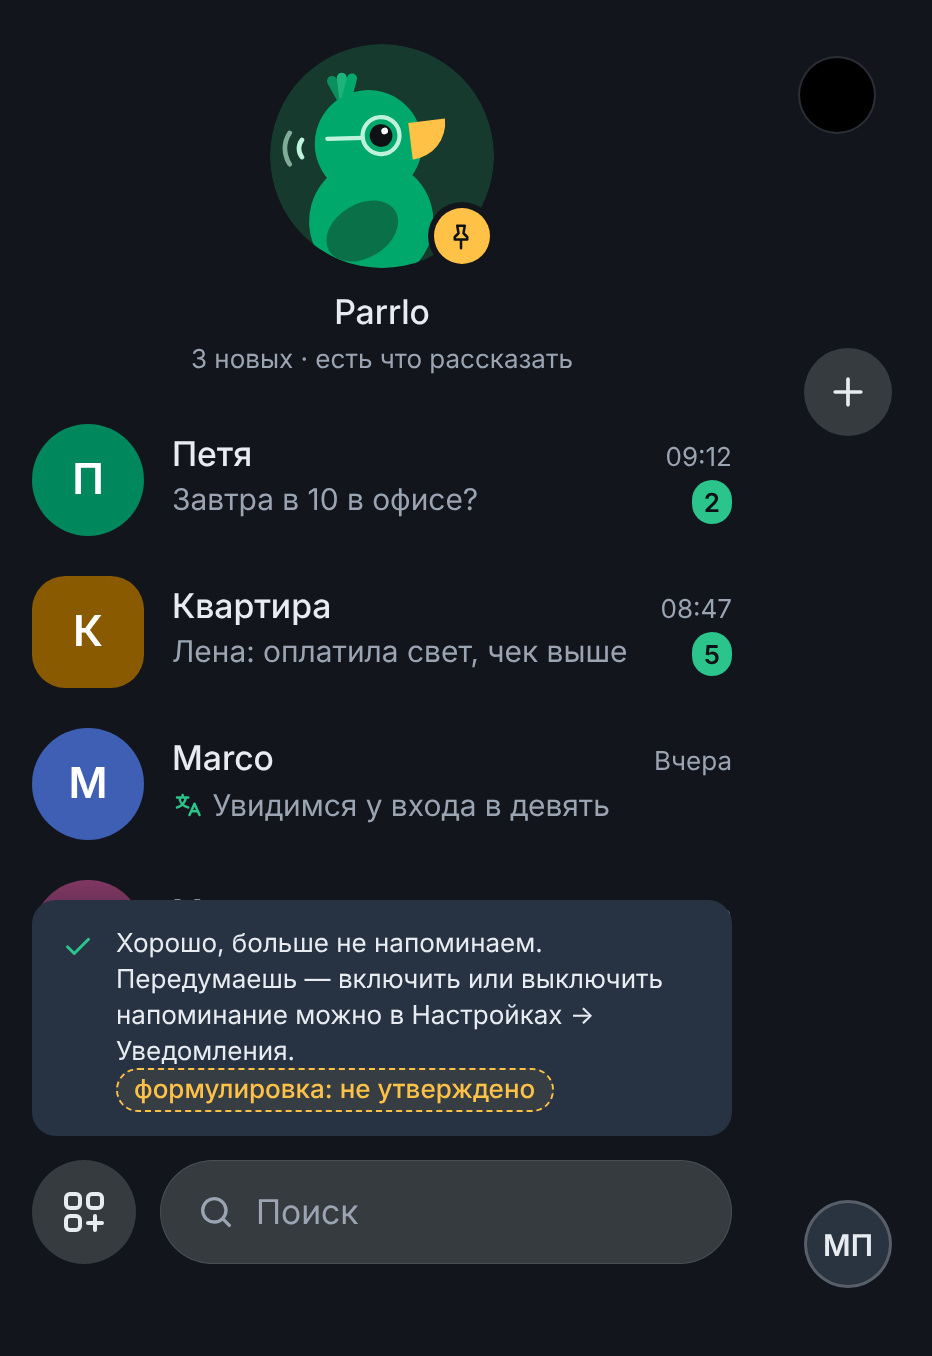 Parrlo
3 новых · есть что рассказать
П
Петя
09:12
Завтра в 10 в офисе?
2
К
Квартира
08:47
Лена: оплатила свет, чек выше
5
M
Marco
Вчера
Увидимся у входа в девять
Хорошо, больше не напоминаем.
Передумаешь — включить или выключить
напоминание можно в Настройках →
Уведомления.
формулировка: не утверждено
Поиск
МП